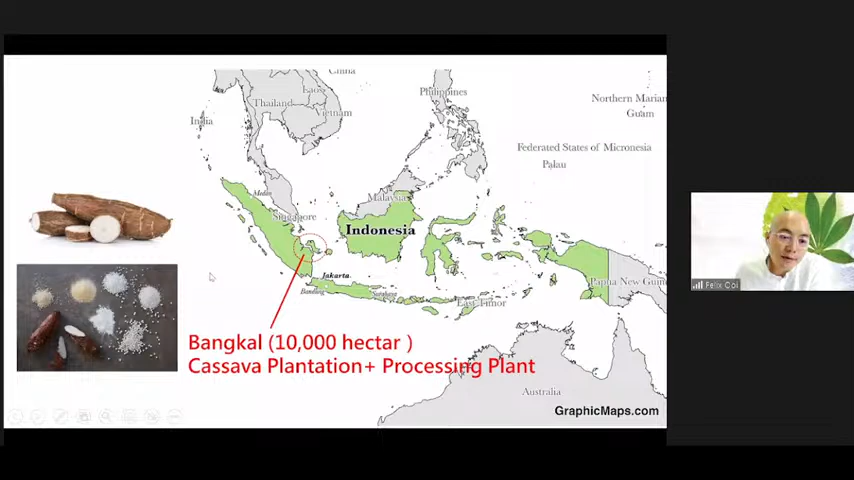 China
Laos
Philippines
Northern Marian
Thailand
Vietnam
Guam
India
Federated States of Micronesia
Palau
Medan
Malaysia
Singapore
Indonesia
Jakarta
Papua New Guin
Bandung
Surabaya
East Timor
Bangkal (10,000 hectar )
Cassava Plantation+ Processing Plant
Australia
GraphicMaps.com
Felix Ooi